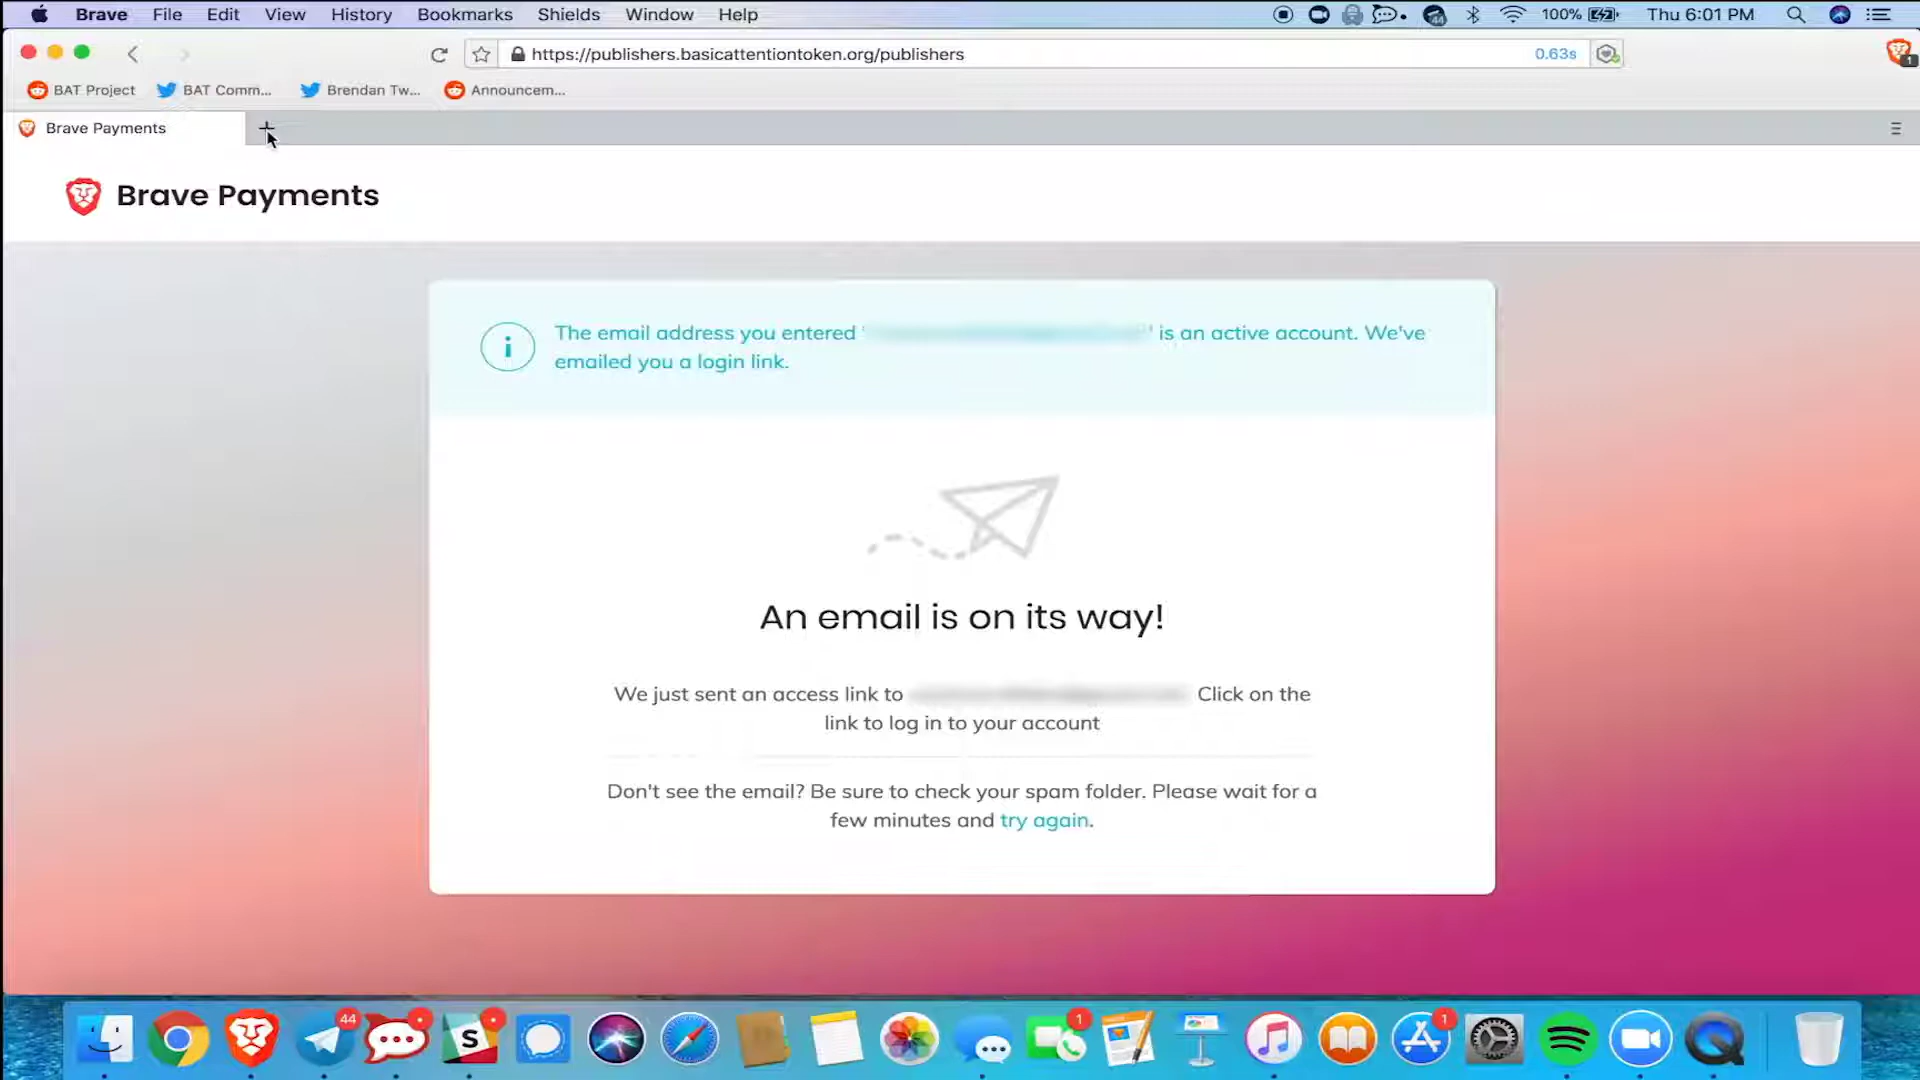 Brave File Edit View History Bookmarks Shields Window Help 44 100% Thu 6:01 PM
https://publishers.basicattentiontoken.org/publishers 0.63s 1
BAT Project BAT Comm... Brendan Tw... Announcem...
Brave Payments +
Brave Payments
The email address you entered ' ' is an active account. We've
emailed you a login link.
An email is on its way!
We just sent an access link to Click on the
link to log in to your account
Don't see the email? Be sure to check your spam folder. Please wait for a
few minutes and try again.
44 S 1 1